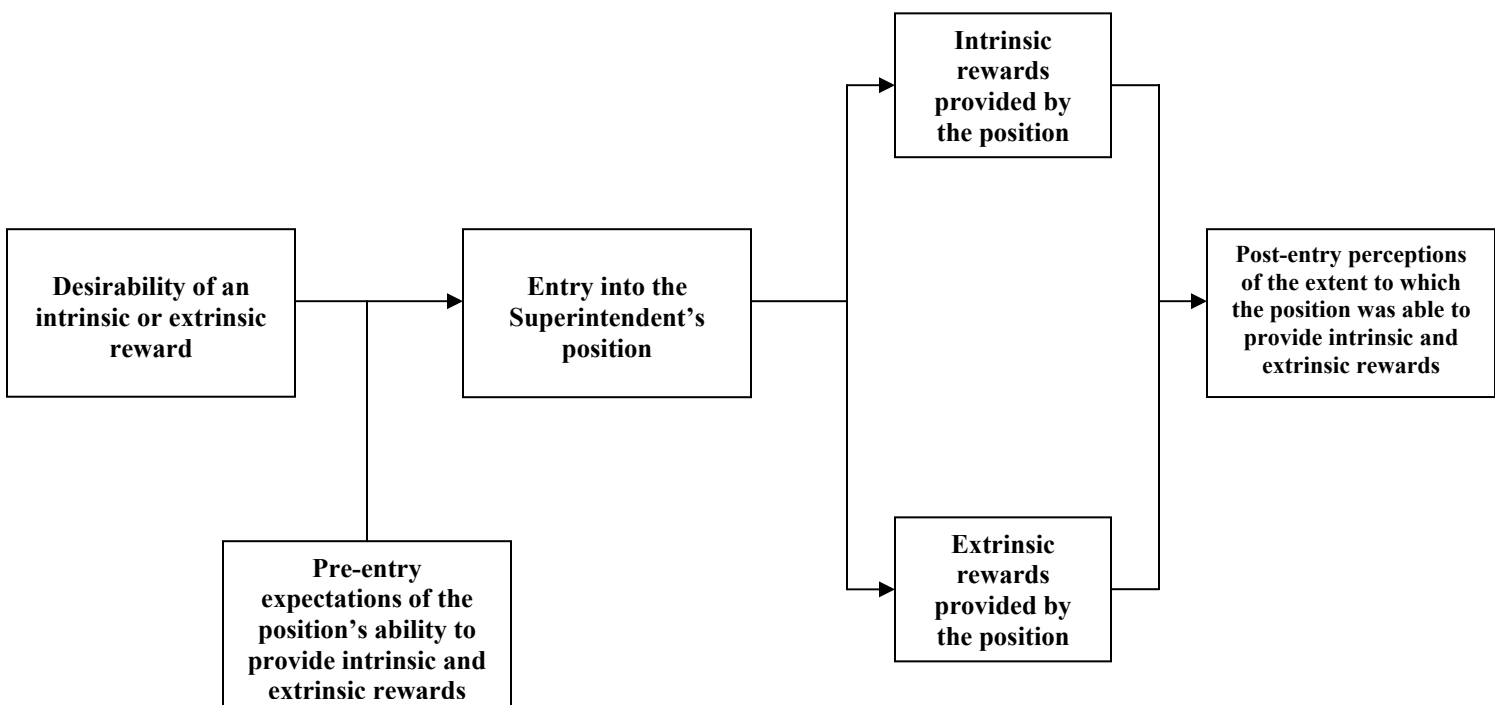 Intrinsic
rewards
provided by
the position
Desirability of an
intrinsic or extrinsic
reward
Entry into the
Superintendent’s
position
Post-entry perceptions
of the extent to which
the position was able to
provide intrinsic and
extrinsic rewards
Pre-entry
expectations of the
position’s ability to
provide intrinsic and
extrinsic rewards
Extrinsic
rewards
provided by
the position